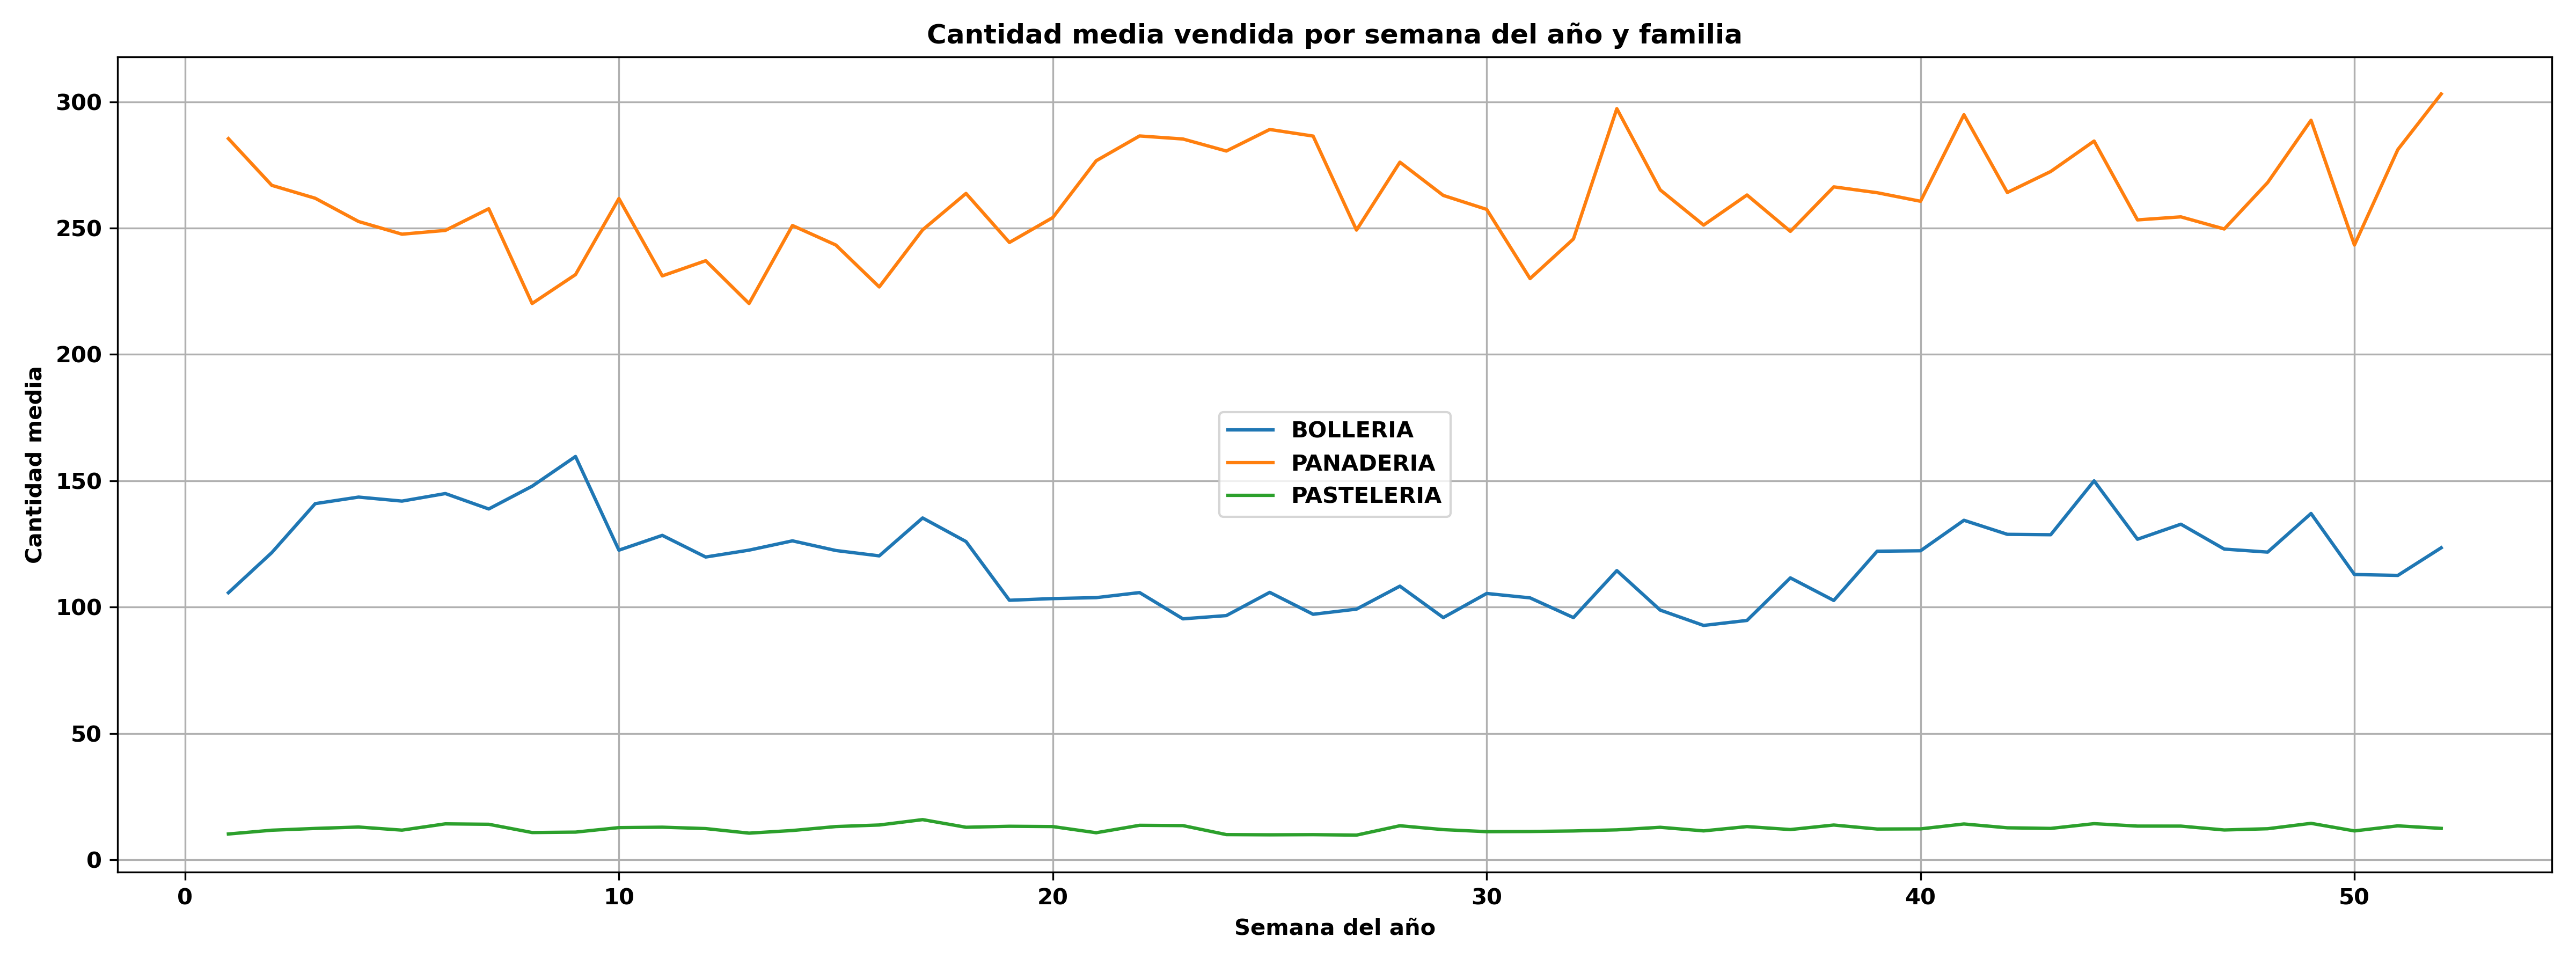 Cantidad media vendida por semana del año y familia
Cantidad media
300
250
200
150
100
50
0
BOLLERIA
PANADERIA
PASTELERIA
0 10 20 30 40 50
Semana del año